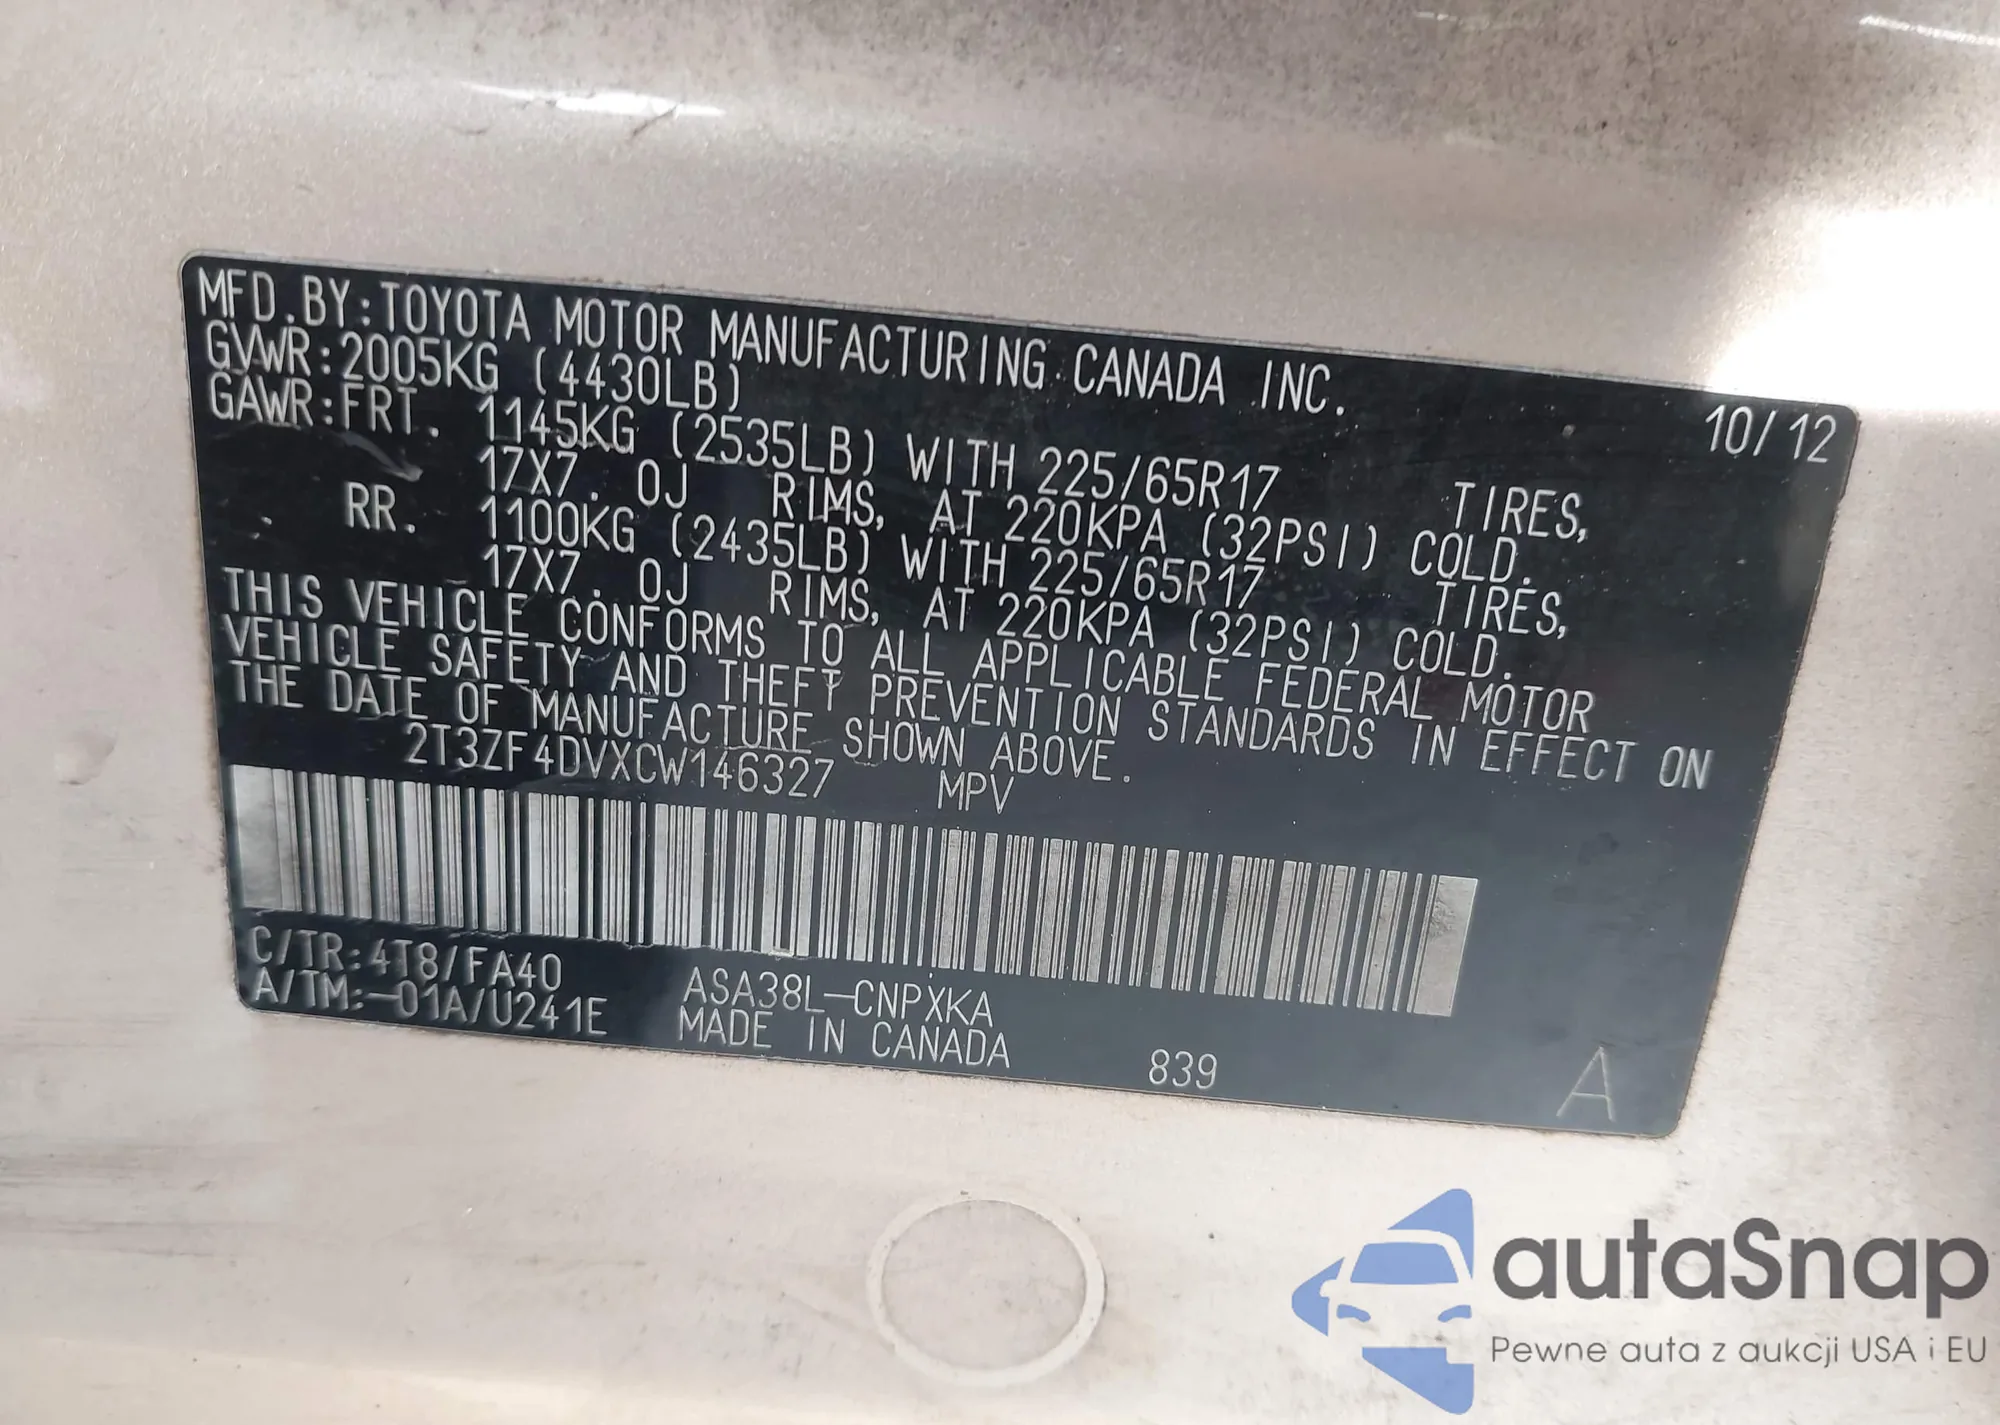 MFD.BY:TOYOTA MOTOR MANUFACTURING CANADA INC. 10/12
GVWR:2005KG (4430LB)
GAWR:FRT. 1145KG (2535LB) WITH 225/65R17 TIRES,
17X7.0J RIMS, AT 220KPA (32PSI) COLD.
RR. 1100KG (2435LB) WITH 225/65R17 TIRES,
17X7.0J RIMS, AT 220KPA (32PSI) COLD.
THIS VEHICLE CONFORMS TO ALL APPLICABLE FEDERAL MOTOR
VEHICLE SAFETY AND THEFT PREVENTION STANDARDS IN EFFECT ON
THE DATE OF MANUFACTURE SHOWN ABOVE.
2T3ZF4DVXCW146327 MPV
C/TR:4T8/FA40 ASA38L-CNPXKA
A/TM:-01A/U241E MADE IN CANADA 839 A
autaSnap
Pewne auta z aukcji USA i EU